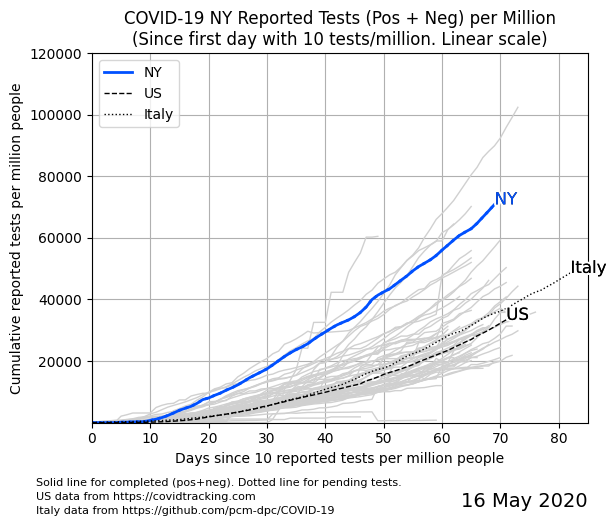 COVID-19 NY Reported Tests (Pos + Neg) per Million
(Since first day with 10 tests/million. Linear scale)
Cumulative reported tests per million people
120000
100000
80000
60000
40000
20000
NY
US
Italy
NY
Italy
US
0 10 20 30 40 50 60 70 80
Days since 10 reported tests per million people
Solid line for completed (pos+neg). Dotted line for pending tests.
US data from https://covidtracking.com
Italy data from https://github.com/pcm-dpc/COVID-19
16 May 2020